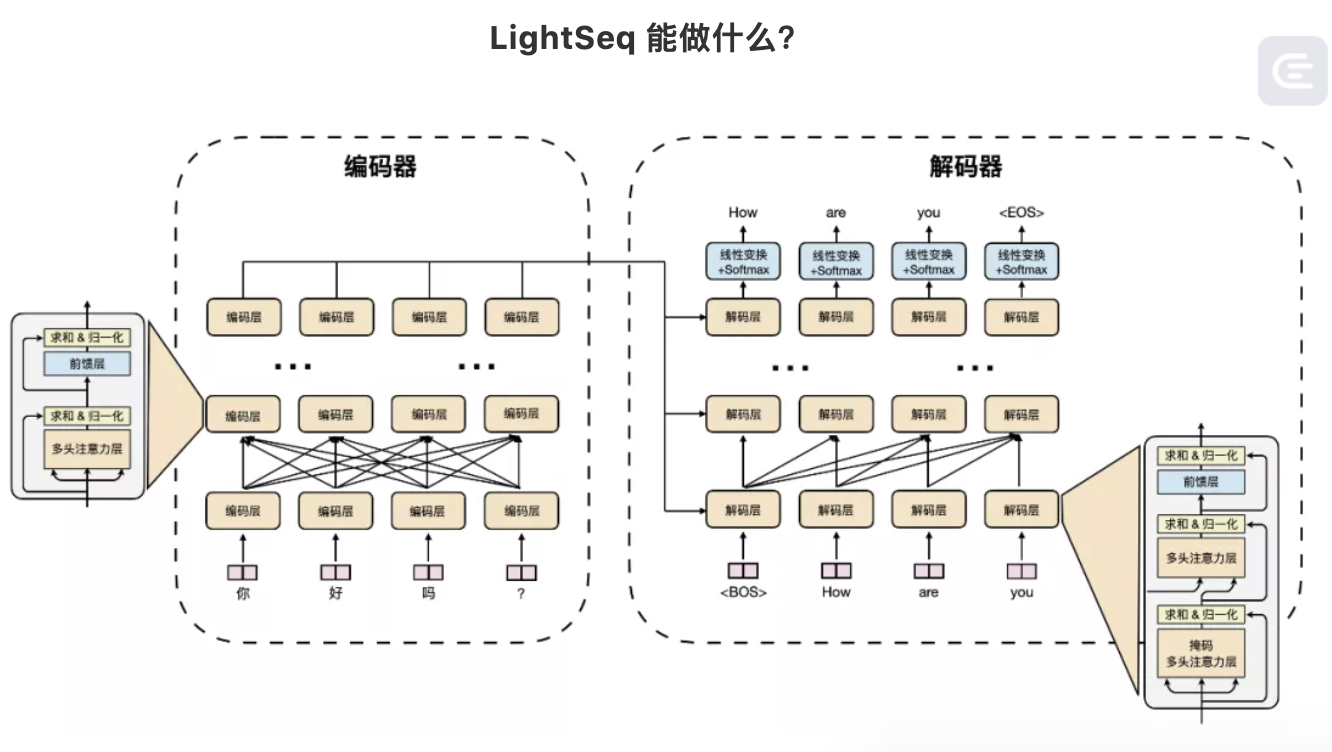 LightSeq 能做什么?
编码器
解码器
How are you <EOS>
线性变换 线性变换 线性变换 线性变换
+Softmax +Softmax +Softmax +Softmax
编码层 编码层 编码层 编码层
解码层 解码层 解码层 解码层
...
...
...
...
编码层 编码层 编码层 编码层
解码层 解码层 解码层 解码层
编码层 编码层 编码层 编码层
解码层 解码层 解码层 解码层
你 好 吗 ?
<BOS> How are you
求和 & 归一化
前馈层
求和 & 归一化
多头注意力层
求和 & 归一化
前馈层
求和 & 归一化
多头注意力层
求和 & 归一化
掩码
多头注意力层